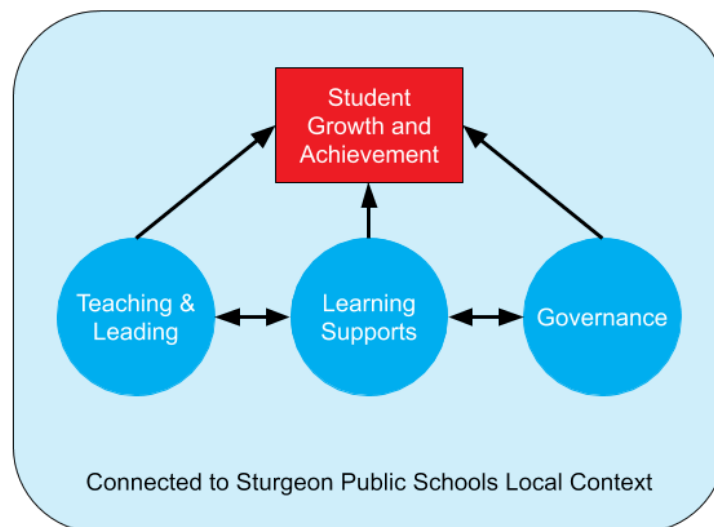 Student
Growth and
Achievement
Teaching &
Leading
Learning
Supports
Governance
Connected to Sturgeon Public Schools Local Context